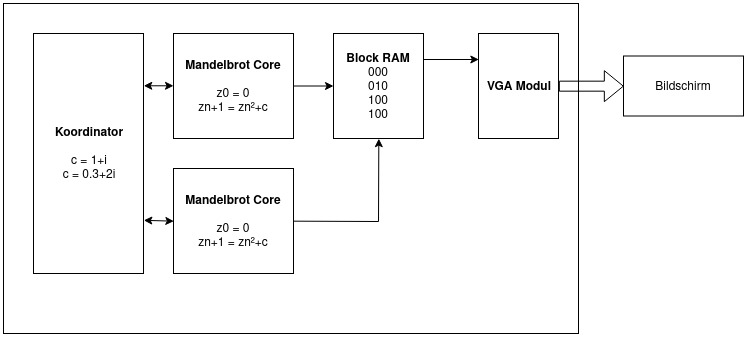 Koordinator
c = 1+i
c = 0.3+2i
Mandelbrot Core
z0 = 0
zn+1 = zn²+c
Mandelbrot Core
z0 = 0
zn+1 = zn²+c
Block RAM
000
010
100
100
VGA Modul
Bildschirm